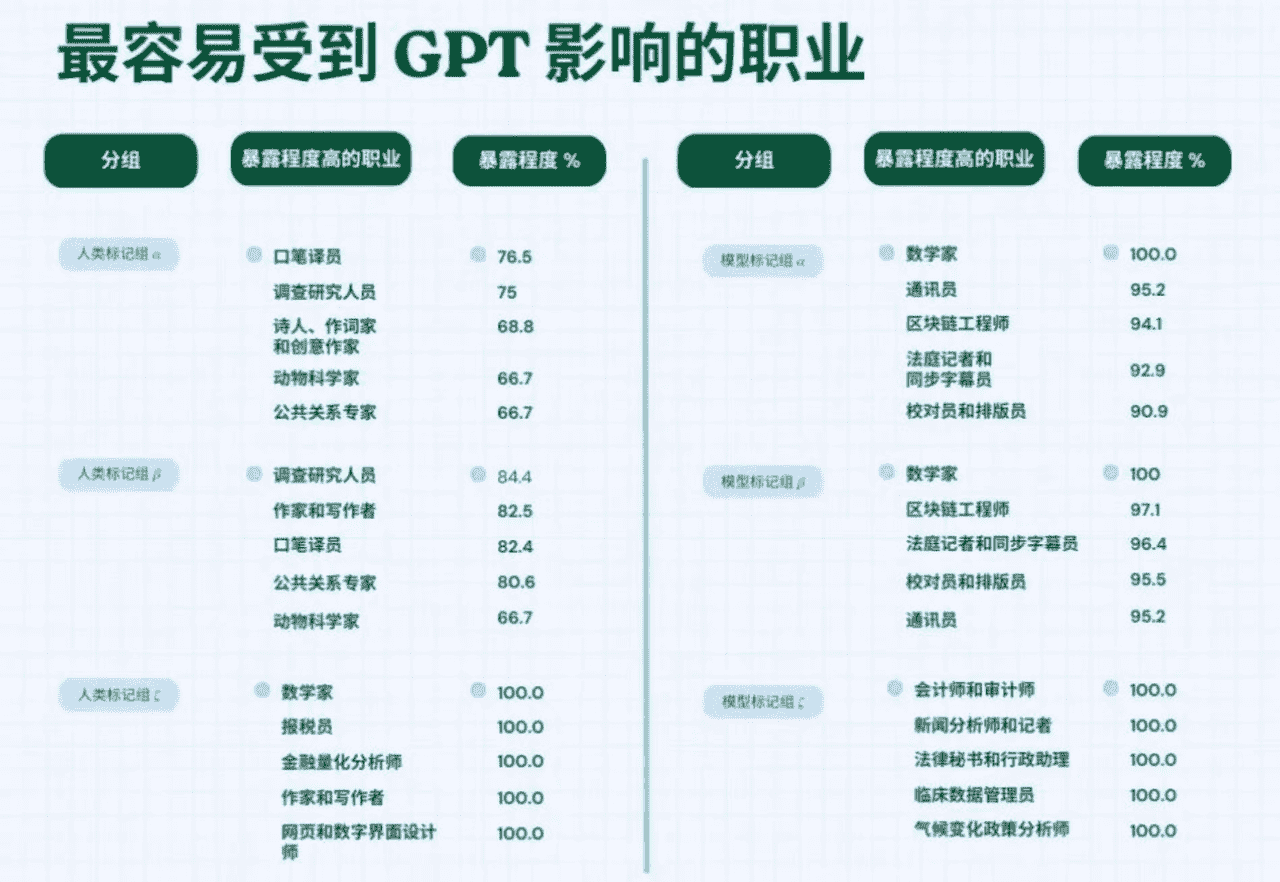 最容易受到 GPT 影响的职业
分组 暴露程度高的职业 暴露程度 %
人类标记组 α 口笔译员 76.5
调查研究人员 75
诗人、作词家
和创意作家 68.8
动物科学家 66.7
公共关系专家 66.7
人类标记组 β 调查研究人员 84.4
作家和写作者 82.5
口笔译员 82.4
公共关系专家 80.6
动物科学家 66.7
人类标记组 ζ 数学家 100.0
报税员 100.0
金融量化分析师 100.0
作家和写作者 100.0
网页和数字界面设计
师 100.0
分组 暴露程度高的职业 暴露程度 %
模型标记组 α 数学家 100.0
通讯员 95.2
区块链工程师 94.1
法庭记者和
同步字幕员 92.9
校对员和排版员 90.9
模型标记组 β 数学家 100
区块链工程师 97.1
法庭记者和同步字幕员 96.4
校对员和排版员 95.5
通讯员 95.2
模型标记组 ζ 会计师和审计师 100.0
新闻分析师和记者 100.0
法律秘书和行政助理 100.0
临床数据管理员 100.0
气候变化政策分析师 100.0